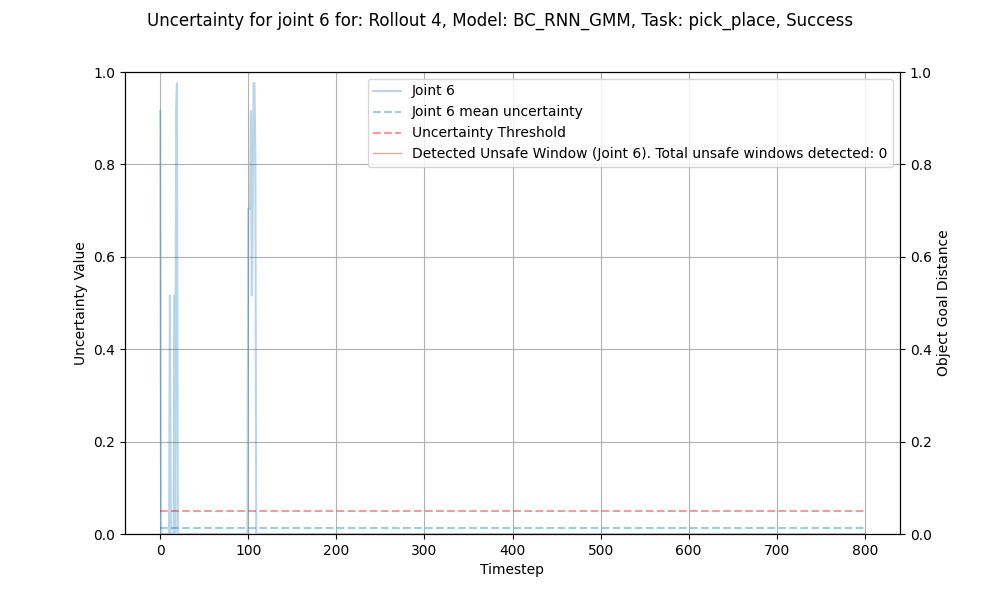 Uncertainty for joint 6 for: Rollout 4, Model: BC_RNN_GMM, Task: pick_place, Success
Joint 6
Joint 6 mean uncertainty
Uncertainty Threshold
Detected Unsafe Window (Joint 6). Total unsafe windows detected: 0
Uncertainty Value
1.0
0.8
0.6
0.4
0.2
0.0
0 100 200 300 400 500 600 700 800
Timestep
1.0
0.8
0.6
0.4
0.2
0.0
Object Goal Distance